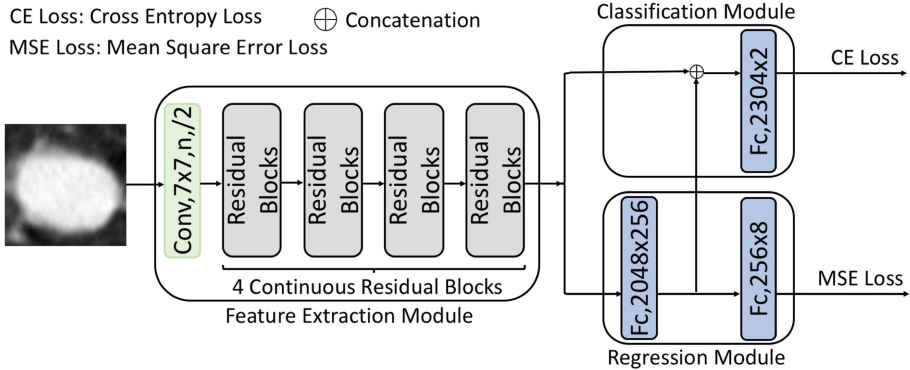 CE Loss: Cross Entropy Loss
⊕ Concatenation
MSE Loss: Mean Square Error Loss
Classification Module
Conv,7x7,n,/2
Residual
Blocks
Residual
Blocks
Residual
Blocks
Residual
Blocks
4 Continuous Residual Blocks
Feature Extraction Module
Fc,2304x2
CE Loss
Fc,2048x256
Fc,256x8
MSE Loss
Regression Module